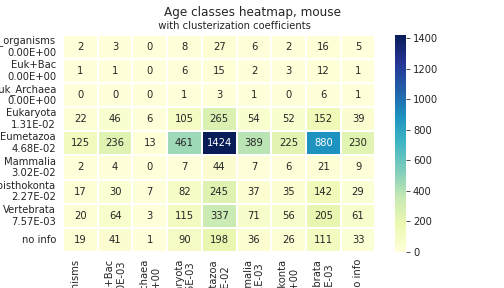 Age classes heatmap, mouse
with clusterization coefficients
_organisms 2 3 0 8 27 6 2 16 5
0.00E+00
Euk+Bac 1 1 0 6 15 2 3 12 1
0.00E+00
uk_Archaea 0 0 0 1 3 1 0 6 1
0.00E+00
Eukaryota 22 46 6 105 265 54 52 152 39
1.31E-02
Eumetazoa 125 236 13 461 1424 389 225 880 230
4.68E-02
Mammalia 2 4 0 7 44 7 6 21 9
3.02E-02
pisthokonta 17 30 7 82 245 37 35 142 29
2.27E-02
Vertebrata 20 64 3 115 337 71 56 205 61
7.57E-03
no info 19 41 1 90 198 36 26 111 33
1400
1200
1000
800
600
400
200
0
nisms
+Bac
0E-03
chaea
+00
aryota
5E-03
tazoa
E-02
malia
E-03
konta
+00
brata
E-03
o info